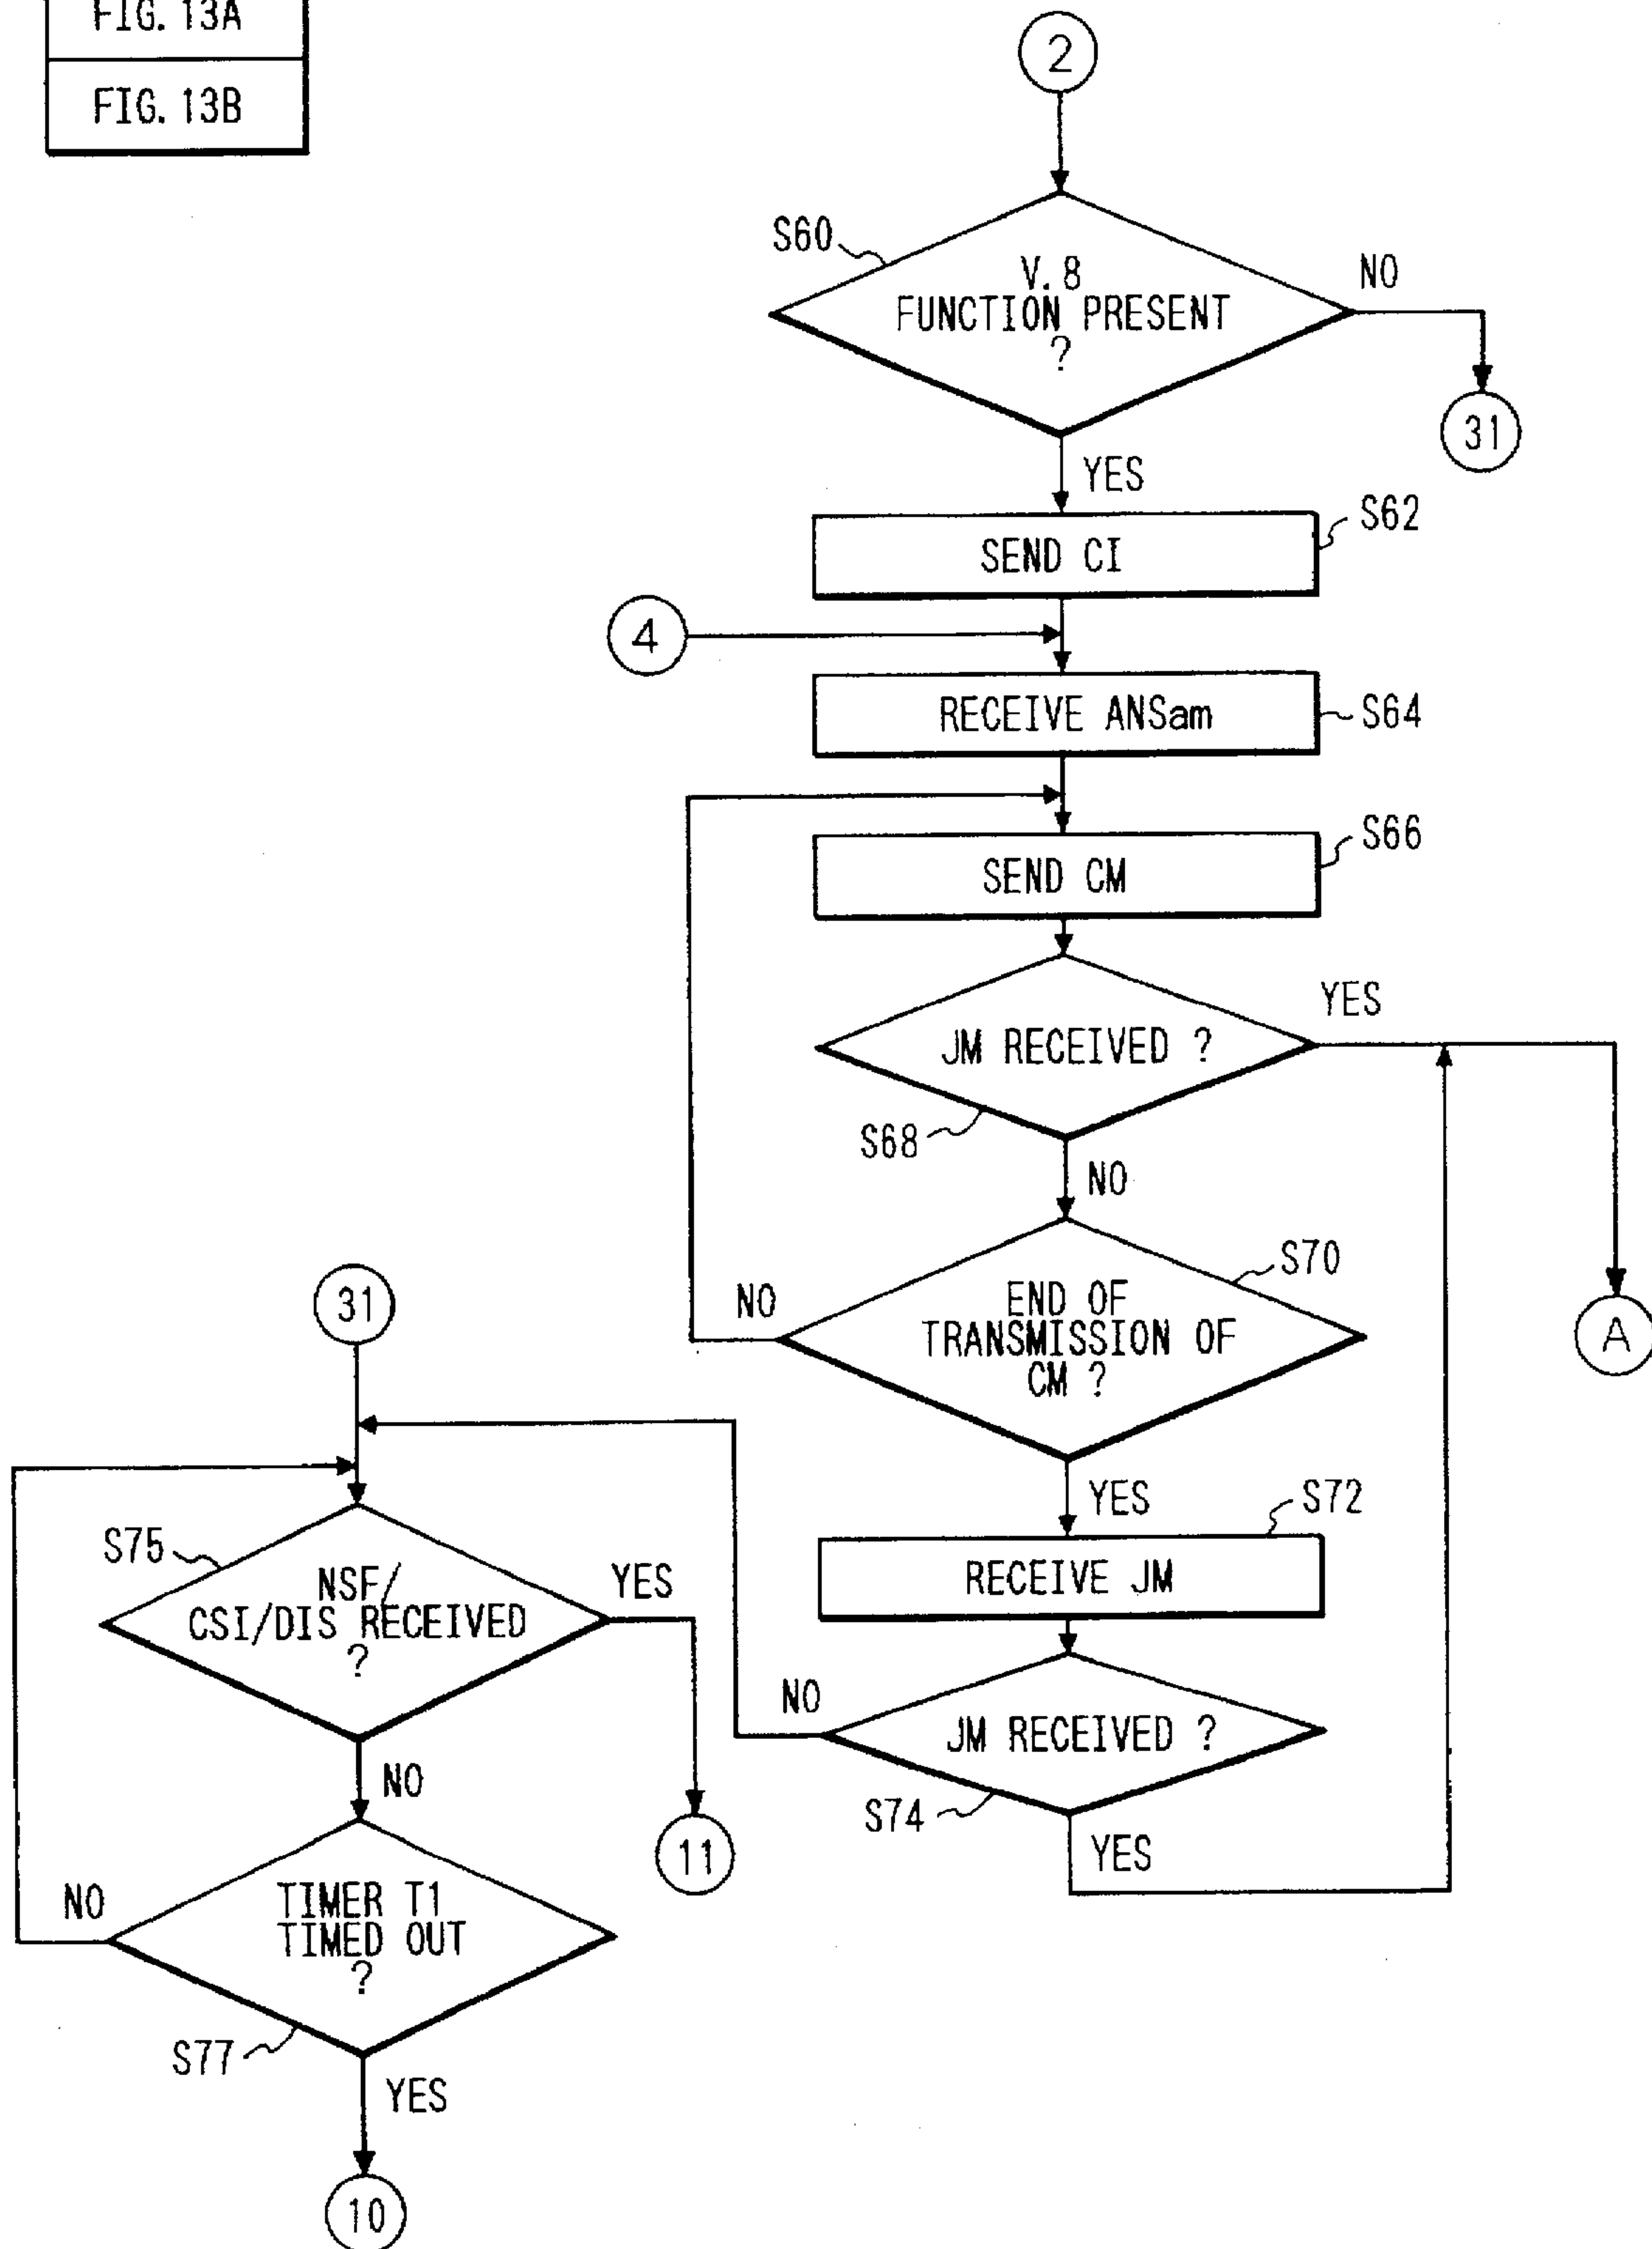 FIG. 13A
FIG. 13B
2
S60
V. 8
FUNCTION PRESENT
?
NO
31
YES
SEND CI
S62
4
RECEIVE ANSam
S64
SEND CM
S66
JM RECEIVED ?
YES
S68
NO
A
END OF
TRANSMISSION OF
CM ?
S70
NO
YES
RECEIVE JM
S72
JM RECEIVED ?
NO
S74
YES
31
S75
NSF/
CSI/DIS RECEIVED
?
YES
11
NO
TIMER T1
TIMED OUT
?
NO
S77
YES
10